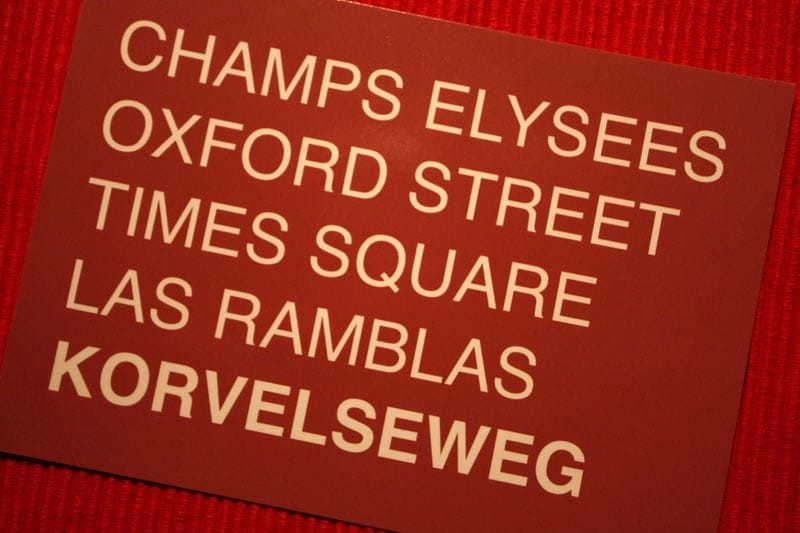 CHAMPS ELYSEES
OXFORD STREET
TIMES SQUARE
LAS RAMBLAS
KORVELSEWEG